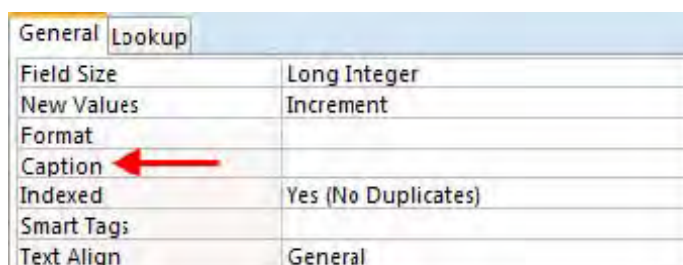 General Lookup
Field Size Long Integer
New Values Increment
Format
Caption
Indexed Yes (No Duplicates)
Smart Tags
Text Align General